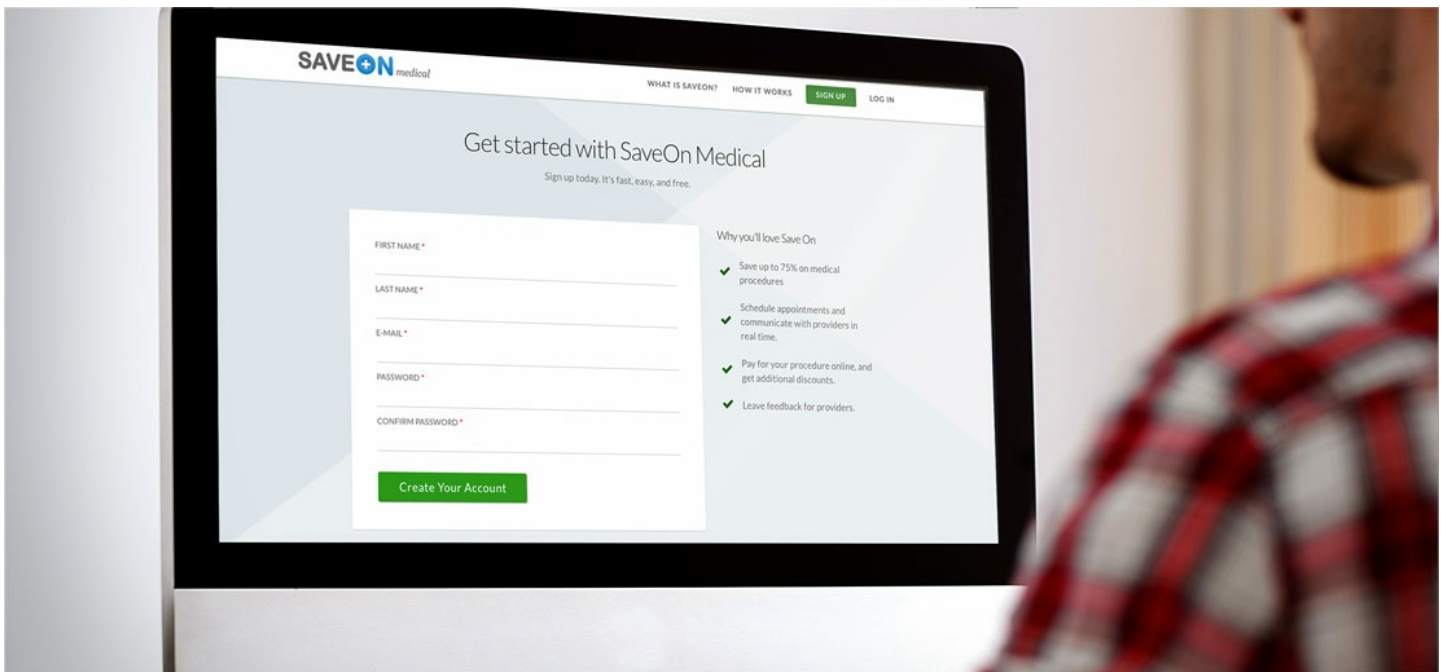 SAVEON medical
WHAT IS SAVEON? HOW IT WORKS SIGN UP LOG IN
Get started with SaveOn Medical
Sign up today. It's fast, easy, and free.
FIRST NAME *
LAST NAME *
E-MAIL *
PASSWORD *
CONFIRM PASSWORD *
Create Your Account
Why you'll love Save On
Save up to 75% on medical
procedures
Schedule appointments and
communicate with providers in
real time.
Pay for your procedure online, and
get additional discounts.
Leave feedback for providers.